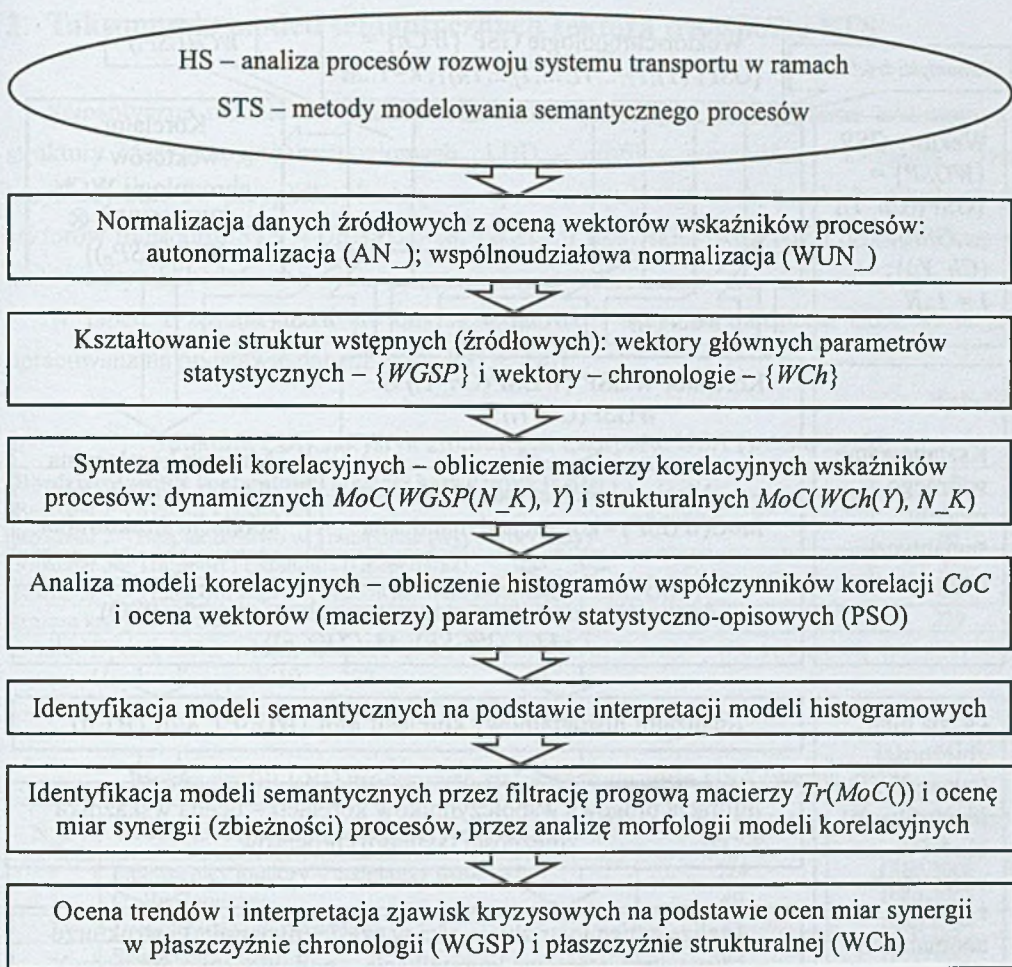 HS – analiza procesów rozwoju systemu transportu w ramach
STS – metody modelowania semantycznego procesów
Normalizacja danych źródłowych z oceną wektorów wskaźników procesów:
autonormalizacja (AN_); wspólnoudziałowa normalizacja (WUN_)
Kształtowanie struktur wstępnych (źródłowych): wektory głównych parametrów
statystycznych – {WGSP} i wektory – chronologie – {WCh}
Synteza modeli korelacyjnych – obliczenie macierzy korelacyjnych wskaźników
procesów: dynamicznych MoC(WGSP(N_K), Y) i strukturalnych MoC(WCh(Y), N_K)
Analiza modeli korelacyjnych – obliczenie histogramów współczynników korelacji CoC
i ocena wektorów (macierzy) parametrów statystyczno-opisowych (PSO)
Identyfikacja modeli semantycznych na podstawie interpretacji modeli histogramowych
Identyfikacja modeli semantycznych przez filtrację progową macierzy Tr(MoC()) i ocenę
miar synergii (zbieżności) procesów, przez analizę morfologii modeli korelacyjnych
Ocena trendów i interpretacja zjawisk kryzysowych na podstawie ocen miar synergii
w płaszczyźnie chronologii (WGSP) i płaszczyźnie strukturalnej (WCh)